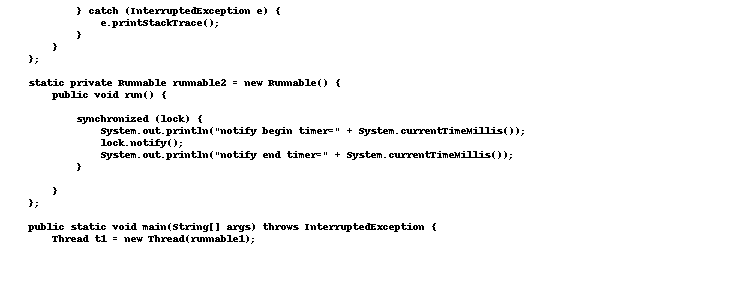 } catch (InterruptedException e) {
e.printStackTrace();
}
}
};
static private Runnable runnable2 = new Runnable() {
public void run() {
synchronized (lock) {
System.out.println("notify begin timer=" + System.currentTimeMillis());
lock.notify();
System.out.println("notify end timer=" + System.currentTimeMillis());
}
}
};
public static void main(String[] args) throws InterruptedException {
Thread t1 = new Thread(runnable1);